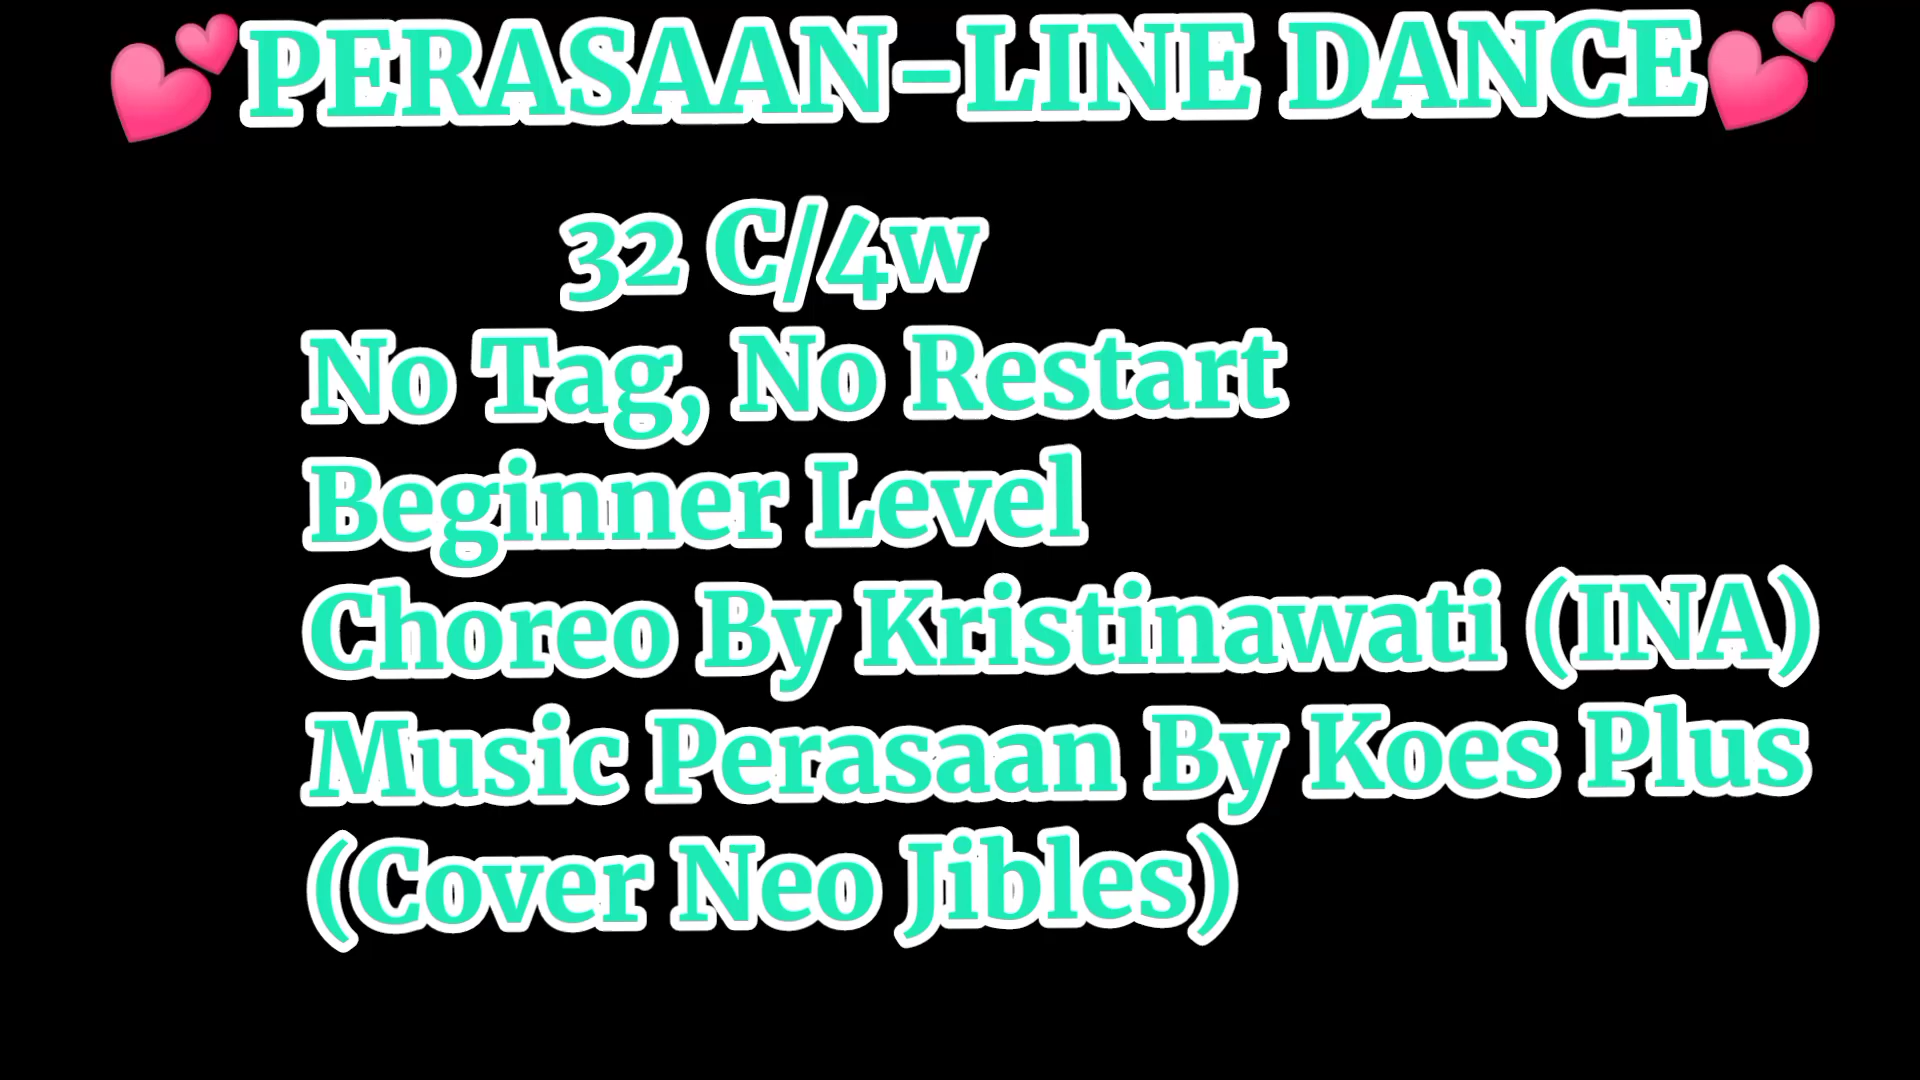 💕PERASAAN-LINE DANCE💕
32 C/4w
No Tag, No Restart
Beginner Level
Choreo By Kristinawati (INA)
Music Perasaan By Koes Plus
(Cover Neo Jibles)